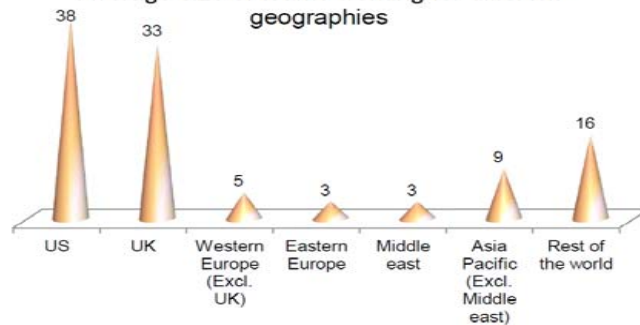 geographies
38
33
5
3
3
9
16
US
UK
Western
Europe
(Excl.
UK)
Eastern
Europe
Middle
east
Asia
Pacific
(Excl.
Middle
east)
Rest of
the world